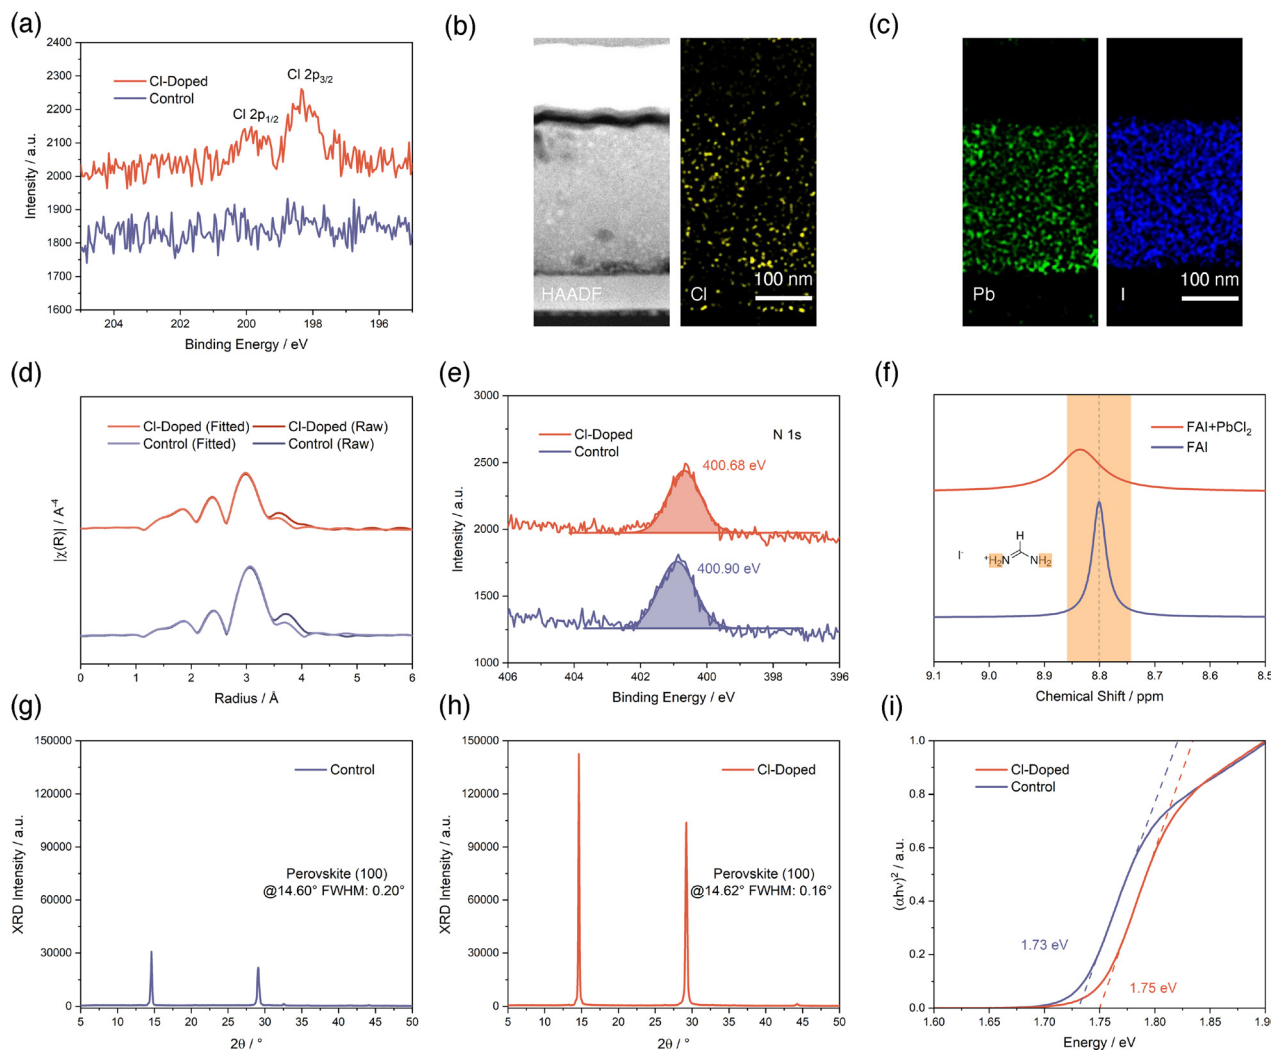 (a)
2400
2300
2200
2100
2000
1900
1800
1700
1600
Intensity / a.u.
Cl-Doped
Control
Cl 2p3/2
Cl 2p1/2
204 202 200 198 196
Binding Energy / eV
(b)
HAADF
Cl
100 nm
(c)
Pb
I
100 nm
(d)
|χ(R)| / A⁻⁴
Cl-Doped (Fitted) Cl-Doped (Raw)
Control (Fitted) Control (Raw)
0 1 2 3 4 5 6
Radius / Å
(e)
3000
2500
2000
1500
1000
Intensity / a.u.
Cl-Doped
Control
N 1s
400.68 eV
400.90 eV
406 404 402 400 398 396
Binding Energy / eV
(f)
FAI+PbCl₂
FAI
I⁻
H
⁺H₂N NH₂
9.1 9.0 8.9 8.8 8.7 8.6 8.5
Chemical Shift / ppm
(g)
150000
120000
90000
60000
30000
0
XRD Intensity / a.u.
Control
Perovskite (100)
@14.60° FWHM: 0.20°
5 10 15 20 25 30 35 40 45 50
2θ / °
(h)
150000
120000
90000
60000
30000
0
XRD Intensity / a.u.
Cl-Doped
Perovskite (100)
@14.62° FWHM: 0.16°
5 10 15 20 25 30 35 40 45 50
2θ / °
(i)
1.0
0.8
0.6
0.4
0.2
0.0
(αhν)² / a.u.
Cl-Doped
Control
1.73 eV
1.75 eV
1.60 1.65 1.70 1.75 1.80 1.85 1.90
Energy / eV